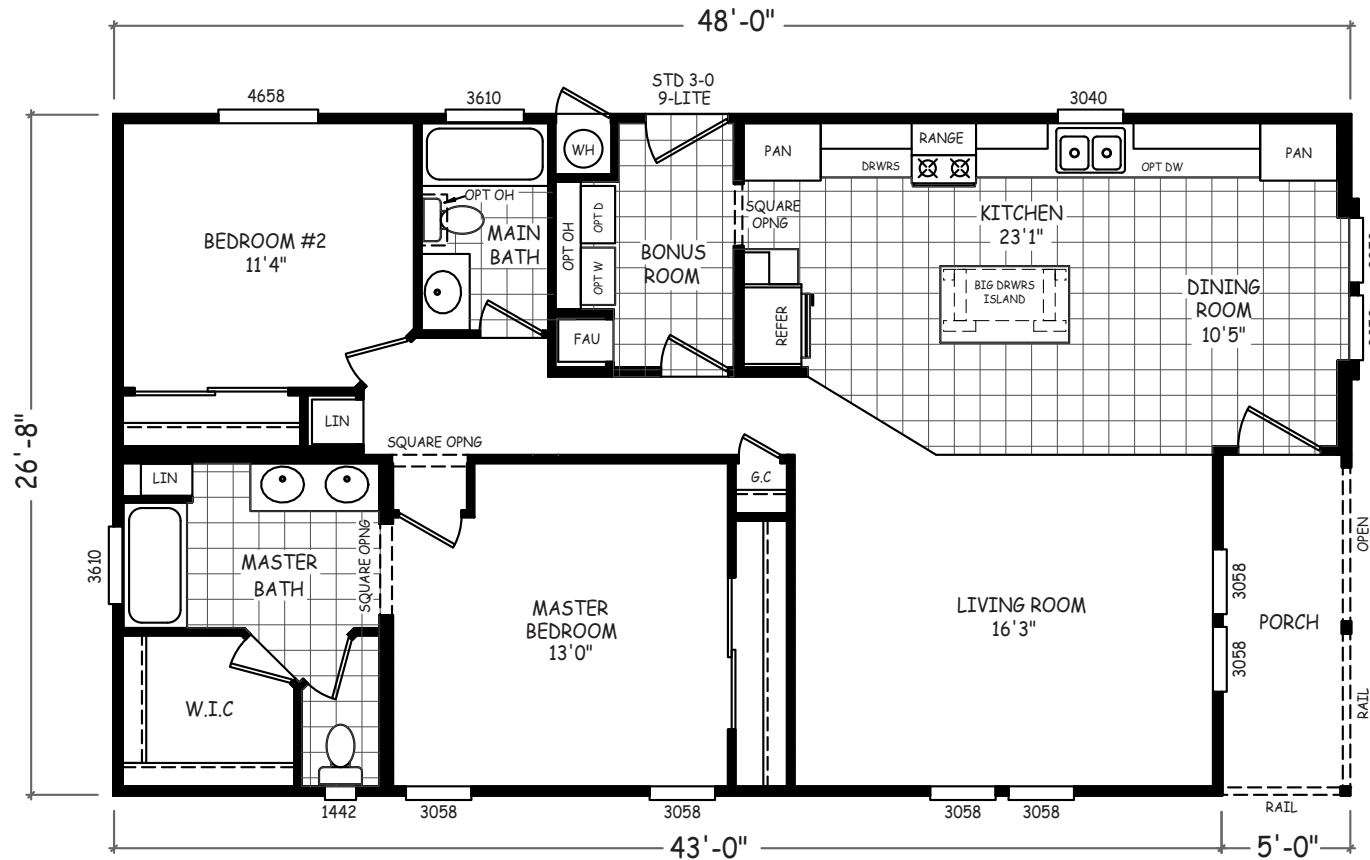 48'-0"
STD 3-0
9-LITE
4658
3610
3040
WH
PAN
RANGE
DRWRS
OPT DW
PAN
OPT OH
OPT D
OPT OH
SQUARE
OPNG
KITCHEN
23'1"
BEDROOM #2
11'4"
MAIN
BATH
BONUS
ROOM
OPT W
BIG DRWRS
ISLAND
DINING
ROOM
10'5"
REFER
FAU
LIN
SQUARE OPNG
26'-8"
LIN
G.C
3610
MASTER
BATH
SQUARE OPNG
MASTER
BEDROOM
13'0"
LIVING ROOM
16'3"
3058
3058
PORCH
OPEN
RAIL
W.I.C
1442
3058
3058
3058
3058
RAIL
43'-0"
5'-0"